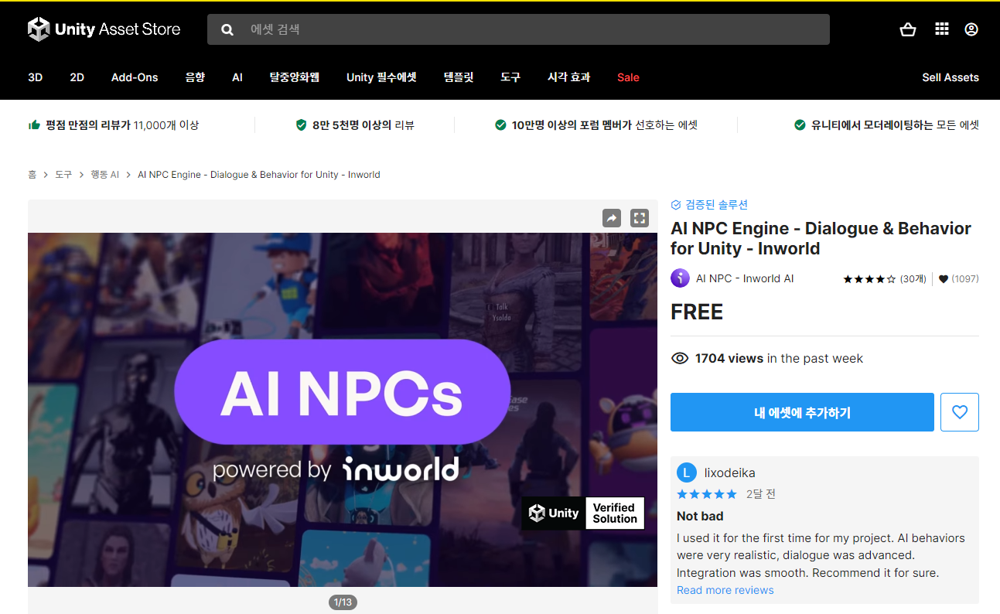 Unity Asset Store
에셋 검색
3D 2D Add-Ons 음향 AI 탈중앙화웹 Unity 필수에셋 템플릿 도구 시각 효과 Sale Sell Assets
평점 만점의 리뷰가 11,000개 이상 8만 5천명 이상의 리뷰 10만명 이상의 포럼 멤버가 선호하는 에셋 유니티에서 모더레이팅하는 모든 에셋
홈 > 도구 > 행동 AI > AI NPC Engine - Dialogue & Behavior for Unity - Inworld
Talk
Ysolda
AI NPCs
powered by inworld
Unity Verified
Solution
1/13
검증된 솔루션
AI NPC Engine - Dialogue & Behavior
for Unity - Inworld
AI NPC - Inworld AI (30개) (1097)
FREE
1704 views in the past week
내 에셋에 추가하기
L lixodeika
2달 전
Not bad
I used it for the first time for my project. AI behaviors
were very realistic, dialogue was advanced.
Integration was smooth. Recommend it for sure.
Read more reviews